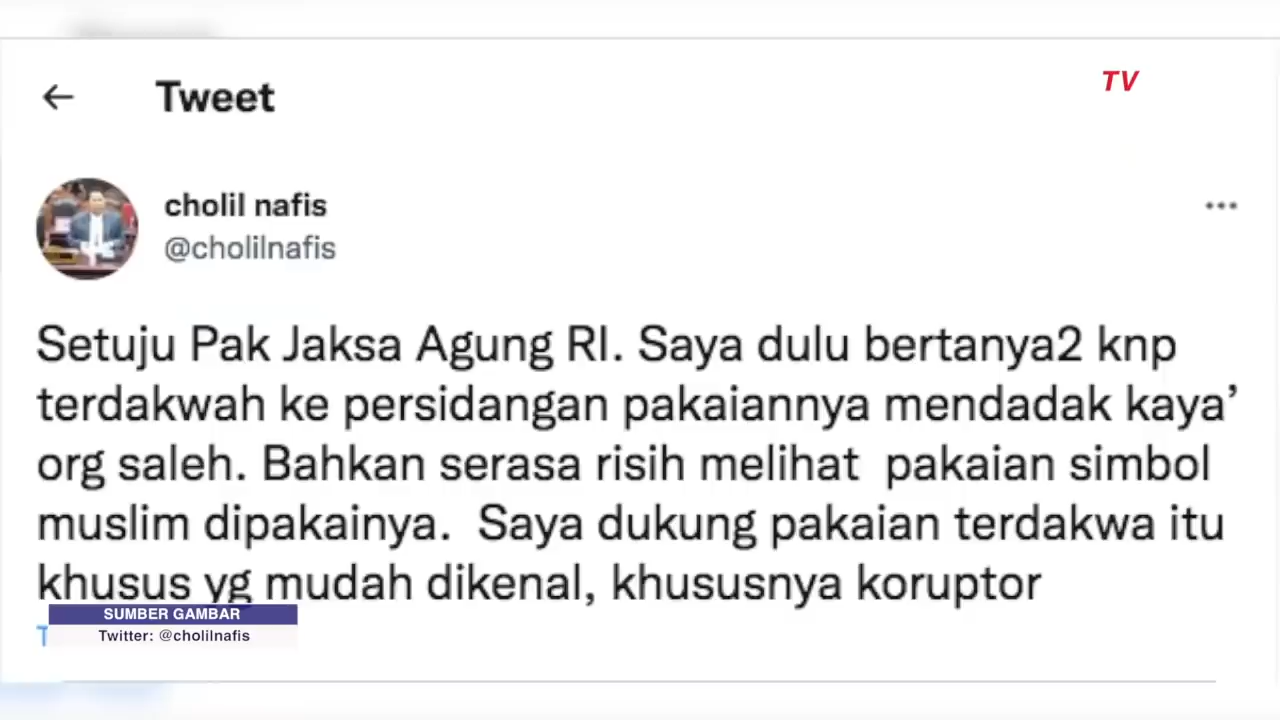 Tweet
TV
cholil nafis
@cholilnafis
Setuju Pak Jaksa Agung RI. Saya dulu bertanya2 knp
terdakwah ke persidangan pakaiannya mendadak kaya’
org saleh. Bahkan serasa risih melihat pakaian simbol
muslim dipakainya. Saya dukung pakaian terdakwa itu
khusus yg mudah dikenal, khususnya koruptor
SUMBER GAMBAR
Twitter: @cholilnafis